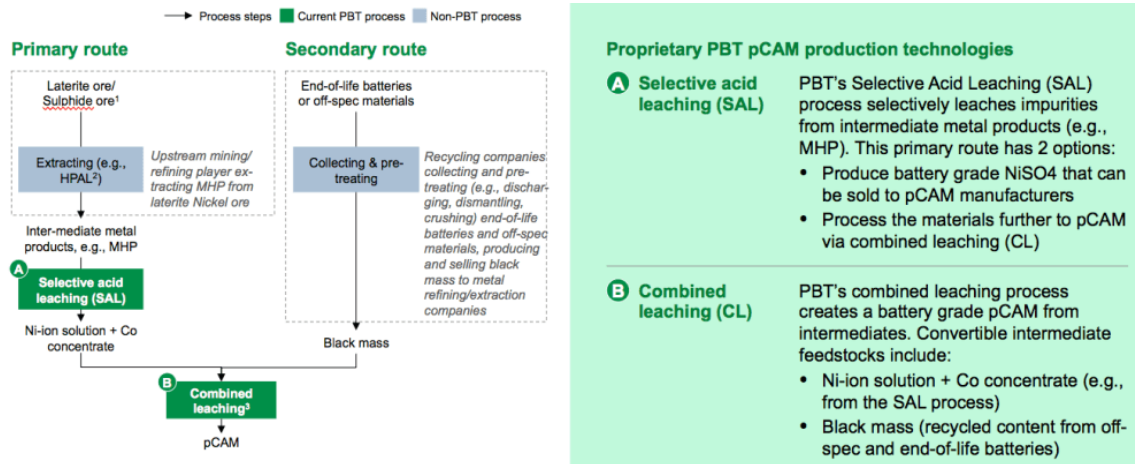 Process steps
Current PBT process
Non-PBT process
Primary route
Laterite ore/
Sulphide ore¹
Extracting (e.g.,
HPAL²)
Upstream mining/
refining player ex-
tracting MHP from
laterite Nickel ore
Inter-mediate metal
products, e.g., MHP
A
Selective acid
leaching (SAL)
Ni-ion solution + Co
concentrate
Secondary route
End-of-life batteries
or off-spec materials
Collecting & pre-
treating
Recycling companies
collecting and pre-
treating (e.g., dischar-
ging, dismantling,
crushing) end-of-life
batteries and off-spec
materials, producing
and selling black
mass to metal
refining/extraction
companies
Black mass
B
Combined
leaching³
pCAM
Proprietary PBT pCAM production technologies
A Selective acid
leaching (SAL)
PBT's Selective Acid Leaching (SAL)
process selectively leaches impurities
from intermediate metal products (e.g.,
MHP). This primary route has 2 options:
• Produce battery grade NiSO4 that can
be sold to pCAM manufacturers
• Process the materials further to pCAM
via combined leaching (CL)
B Combined
leaching (CL)
PBT's combined leaching process
creates a battery grade pCAM from
intermediates. Convertible intermediate
feedstocks include:
• Ni-ion solution + Co concentrate (e.g.,
from the SAL process)
• Black mass (recycled content from off-
spec and end-of-life batteries)